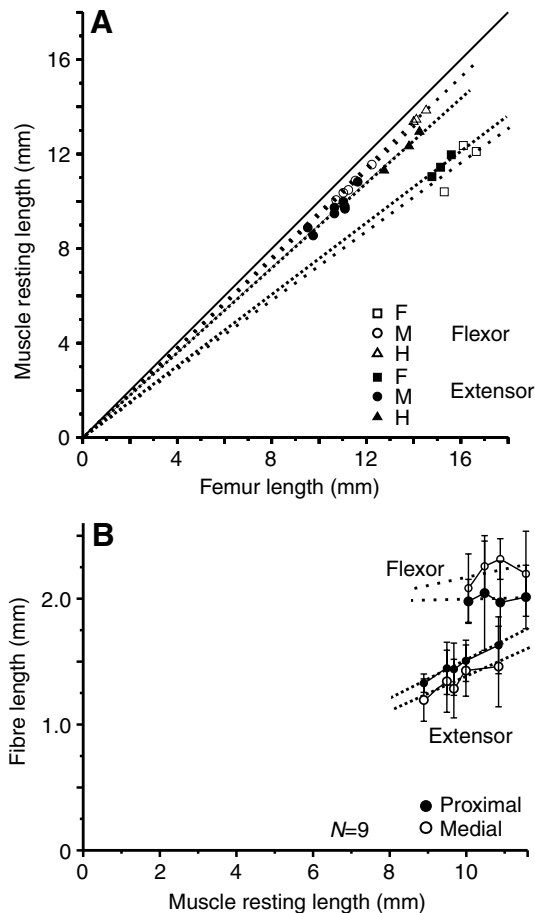 A
Muscle resting length (mm)
16
12
8
4
0
F
M Flexor
H
F
M Extensor
H
0 4 8 12 16
Femur length (mm)
B
Fibre length (mm)
2.0
1.0
0
Flexor
Extensor
Proximal
N=9 Medial
0 2 4 6 8 10
Muscle resting length (mm)